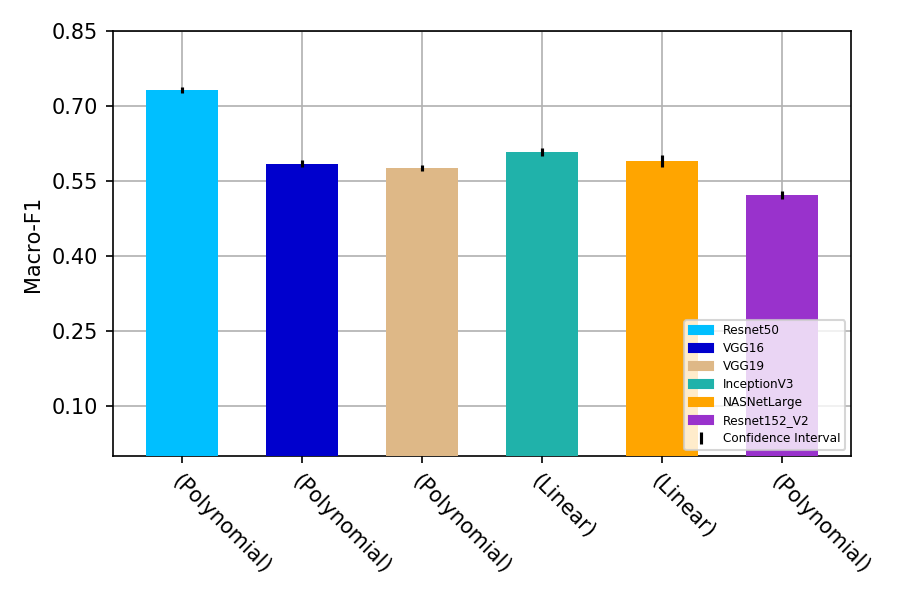 0.85
0.70
0.55
0.40
0.25
0.10
Macro-F1
Resnet50
VGG16
VGG19
InceptionV3
NASNetLarge
Resnet152_V2
Confidence Interval
(Polynomial)
(Polynomial)
(Polynomial)
(Linear)
(Linear)
(Polynomial)